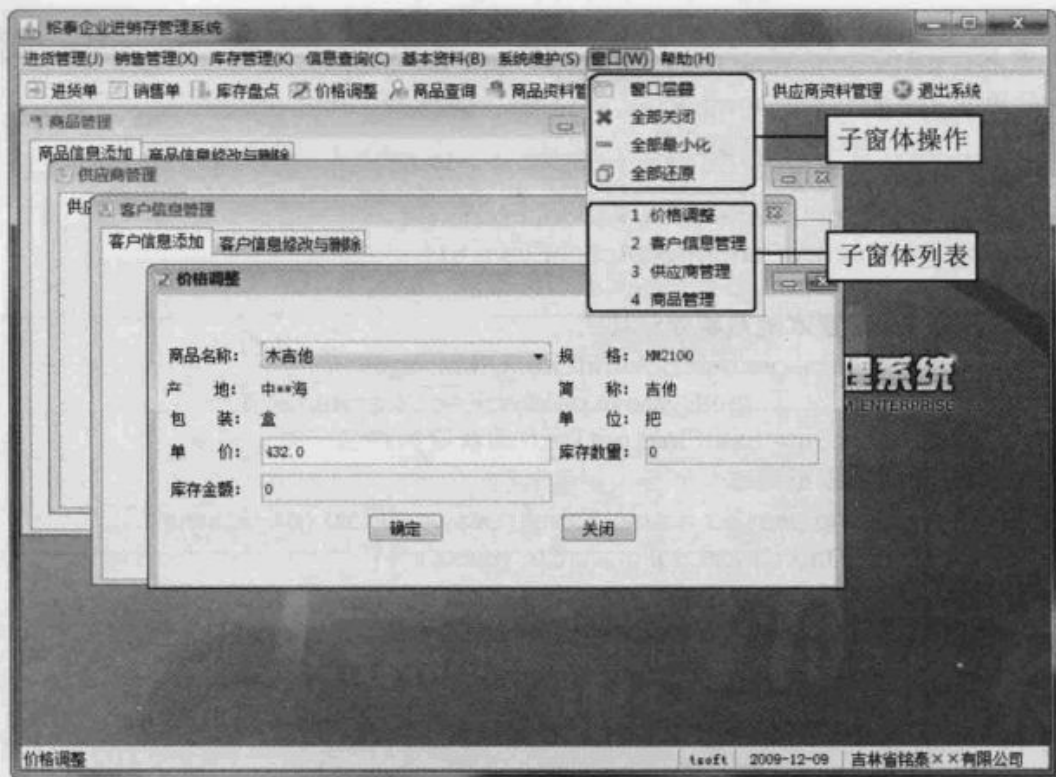 铭泰企业进销存管理系统
进货管理(J) 销售管理(X) 库存管理(K) 信息查询(C) 基本资料(B) 系统维护(S) 窗口(W) 帮助(H)
进货单 销售单 库存盘点 价格调整 商品查询 商品资料管 供应商资料管理 退出系统
窗口层叠
全部关闭
全部最小化
全部还原
子窗体操作
1 价格调整
2 客户信息管理
3 供应商管理
4 商品管理
子窗体列表
商品管理
商品信息添加 商品信息修改与删除
供应商管理
供应
客户信息管理
客户信息添加 客户信息修改与删除
价格调整
商品名称: 木吉他 规 格: MM2100
产 地: 中**海 简 称: 吉他
包 装: 盒 单 位: 把
单 价: 432.0 库存数量: 0
库存金额: 0
确定 关闭
理系统
M ENTERPRISE
价格调整 tsoft 2009-12-09 吉林省铭泰××有限公司